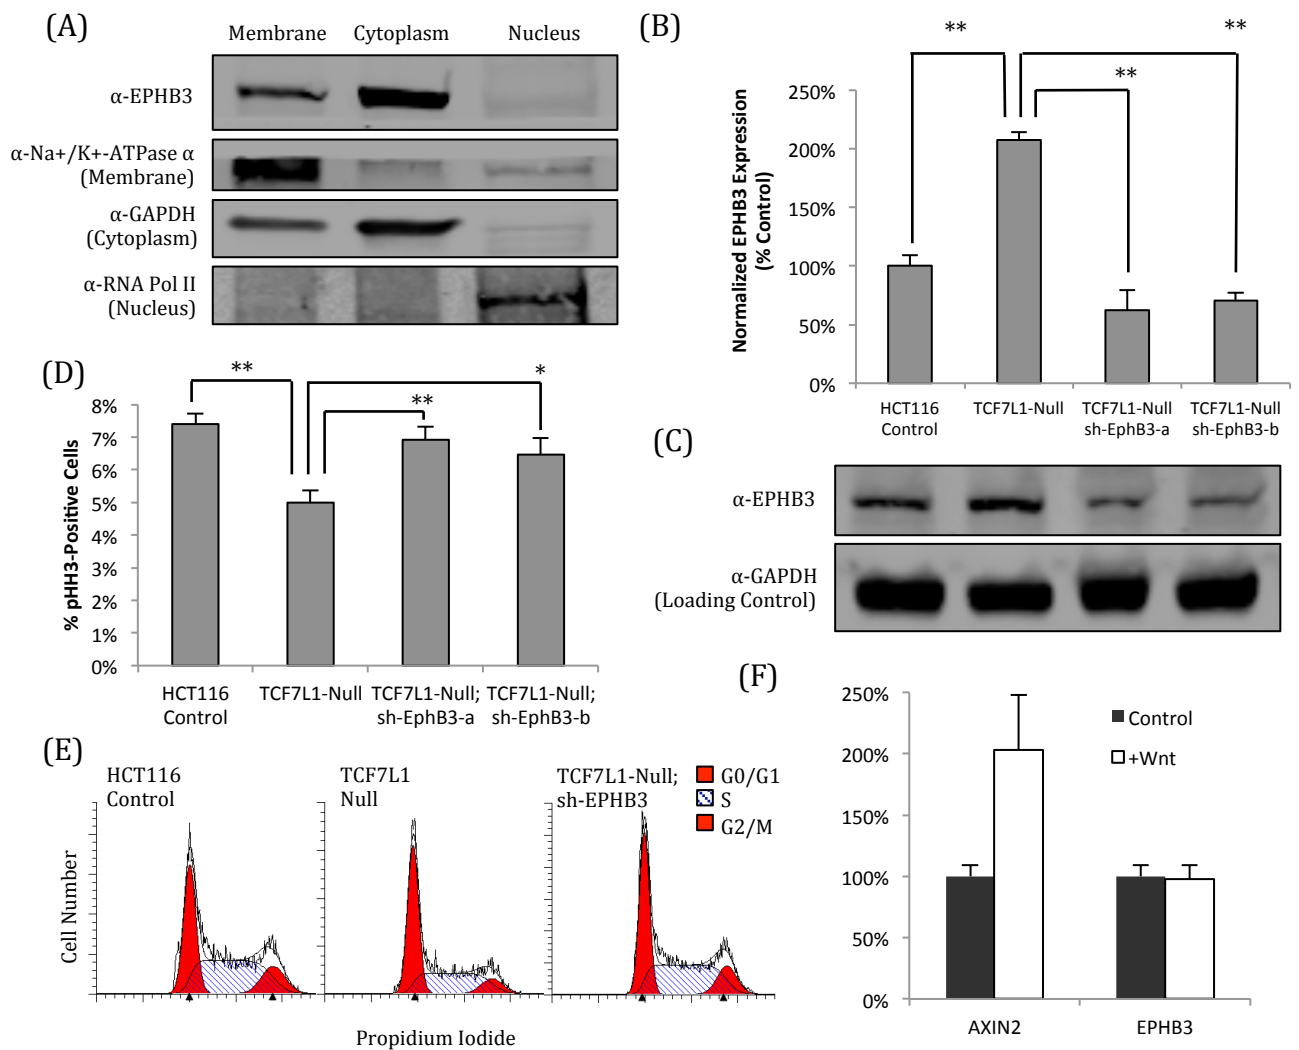 (A)
Membrane Cytoplasm Nucleus
α-EPHB3
α-Na+/K+-ATPase α
(Membrane)
α-GAPDH
(Cytoplasm)
α-RNA Pol II
(Nucleus)
(B)
** **
**
Normalized EPHB3 Expression
(% Control)
250%
200%
150%
100%
50%
0%
HCT116
Control
TCF7L1-Null
TCF7L1-Null
sh-EphB3-a
TCF7L1-Null
sh-EphB3-b
(C)
α-EPHB3
α-GAPDH
(Loading Control)
(D)
** *
**
% pHH3-Positive Cells
8%
7%
6%
5%
4%
3%
2%
1%
0%
HCT116
Control
TCF7L1-Null
TCF7L1-Null;
sh-EphB3-a
TCF7L1-Null;
sh-EphB3-b
(E)
HCT116
Control
TCF7L1
Null
TCF7L1-Null;
sh-EPHB3
G0/G1
S
G2/M
Cell Number
Propidium Iodide
(F)
250%
200%
150%
100%
50%
0%
Control
+Wnt
AXIN2 EPHB3